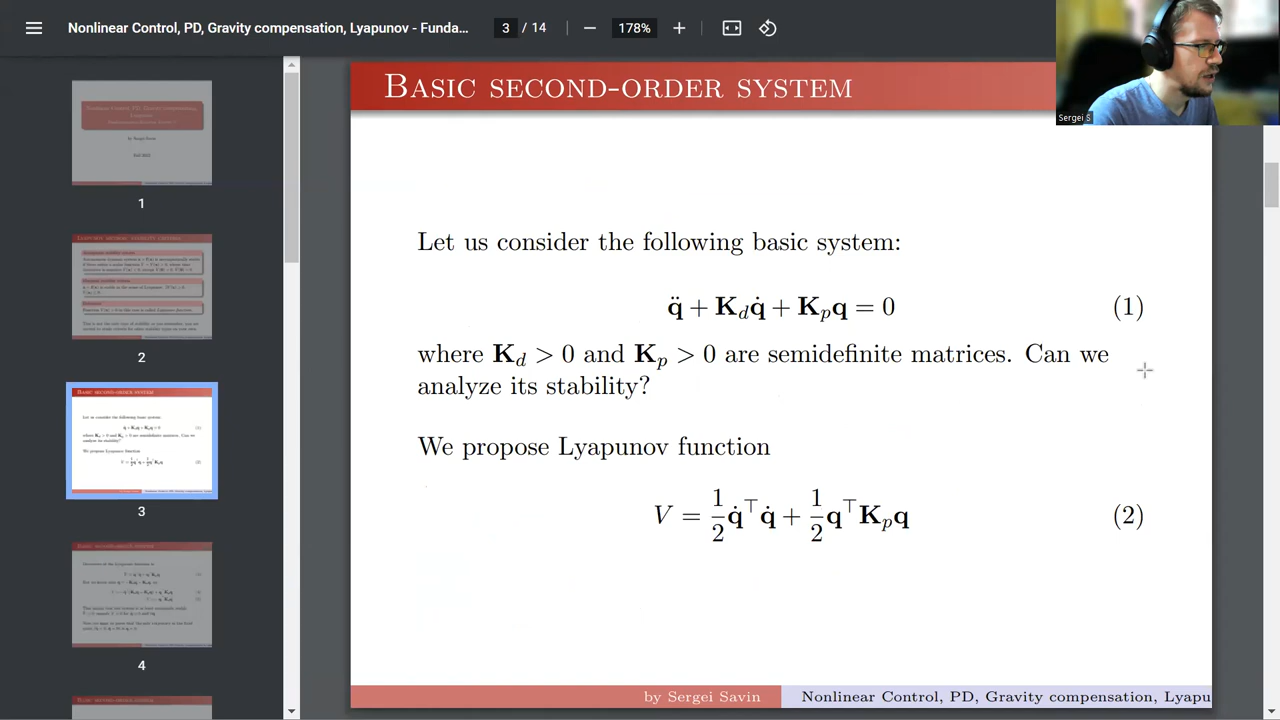 Nonlinear Control, PD, Gravity compensation, Lyapunov - Funda...
3 / 14
178%
Sergei S
1
2
3
4
BASIC SECOND-ORDER SYSTEM
Let us consider the following basic system:
q̈ + K_d q̇ + K_p q = 0 (1)
where K_d > 0 and K_p > 0 are semidefinite matrices. Can we
analyze its stability?
We propose Lyapunov function
V = 1/2 q̇⊤q̇ + 1/2 q⊤K_p q (2)
by Sergei Savin
Nonlinear Control, PD, Gravity compensation, Lyapu